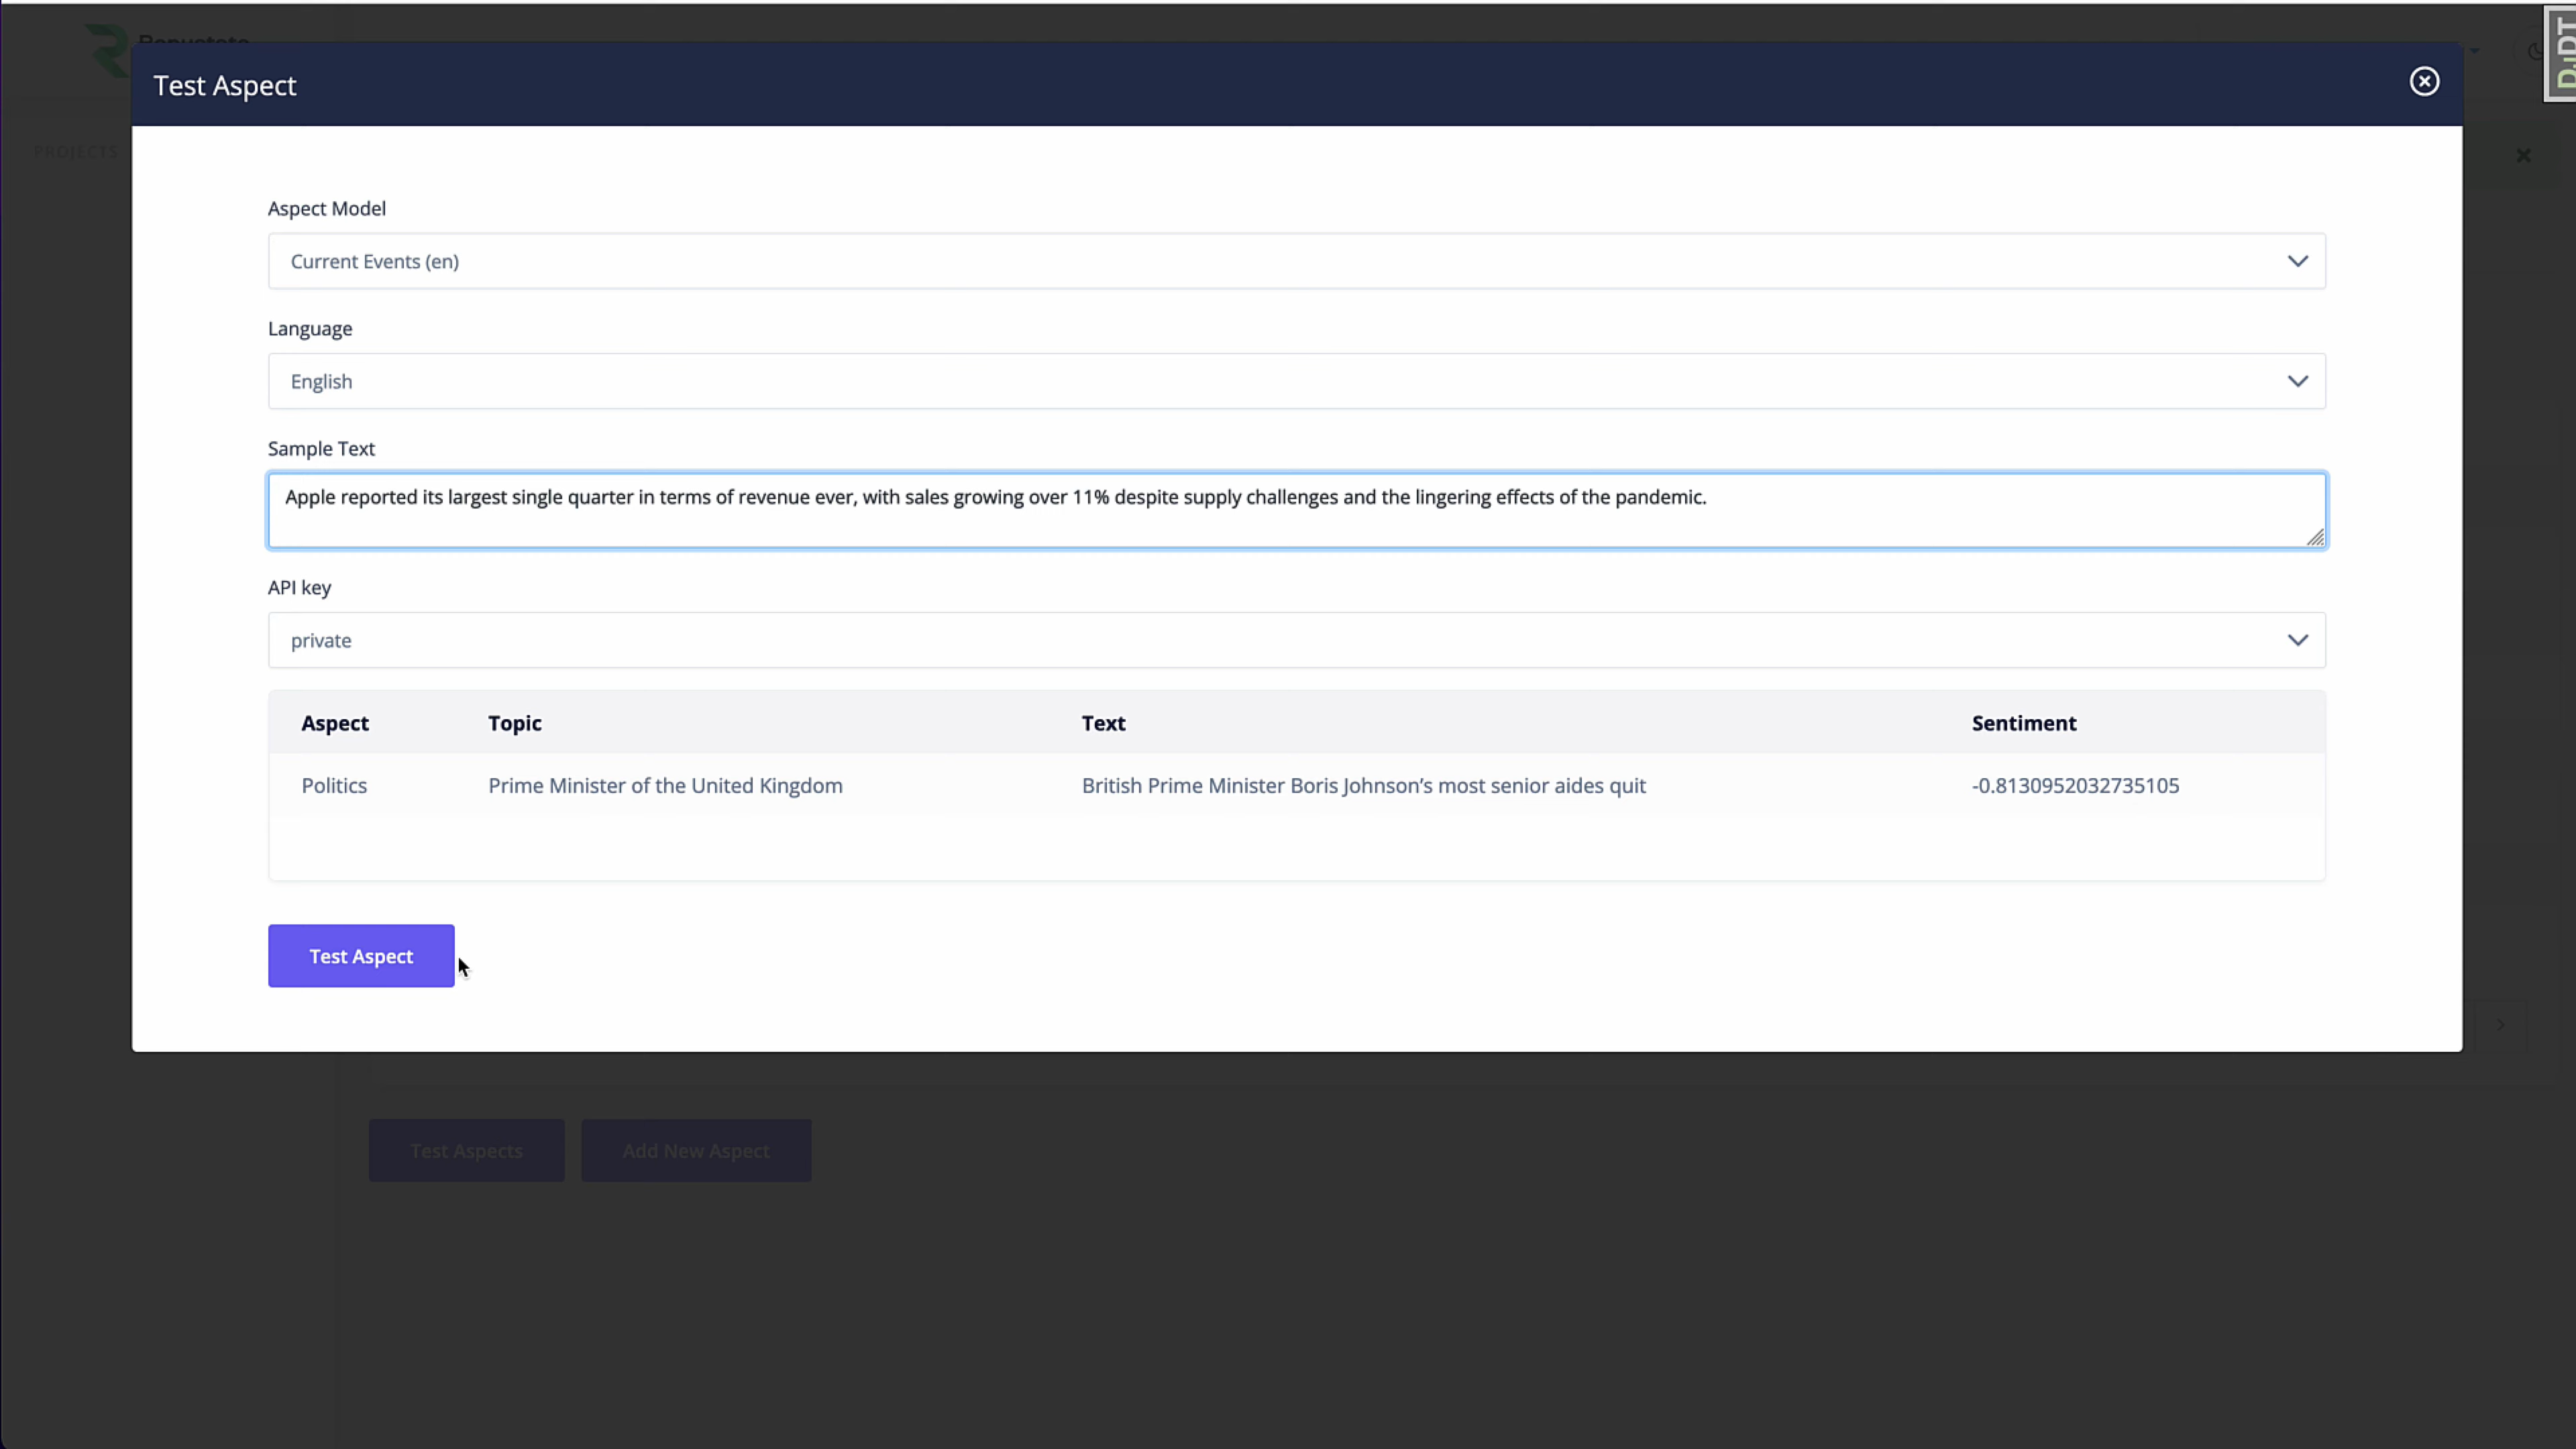 Test Aspect
PROJECTS
Aspect Model
Current Events (en)
Language
English
Sample Text
Apple reported its largest single quarter in terms of revenue ever, with sales growing over 11% despite supply challenges and the lingering effects of the pandemic.
API key
private
Aspect Topic Text Sentiment
Politics Prime Minister of the United Kingdom British Prime Minister Boris Johnson’s most senior aides quit -0.8130952032735105
Test Aspect
Test Aspects Add New Aspect